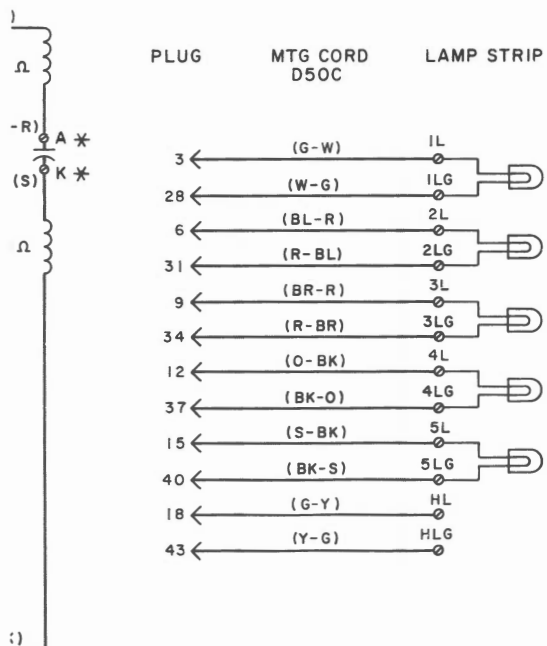 )
Ω
-R) A *
(S) K *
Ω
:)
PLUG MTG CORD LAMP STRIP
D50C
3 (G-W) 1L
28 (W-G) 1LG
6 (BL-R) 2L
31 (R-BL) 2LG
9 (BR-R) 3L
34 (R-BR) 3LG
12 (O-BK) 4L
37 (BK-O) 4LG
15 (S-BK) 5L
40 (BK-S) 5LG
18 (G-Y) HL
43 (Y-G) HLG